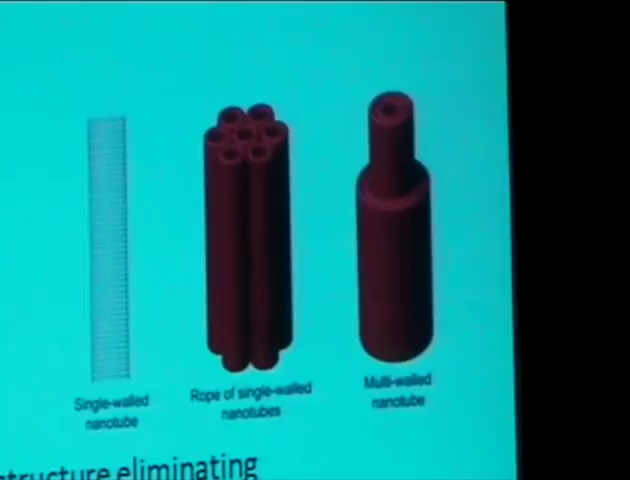 Single-walled
nanotube
Rope of single-walled
nanotubes
Multi-walled
nanotube
structure eliminating